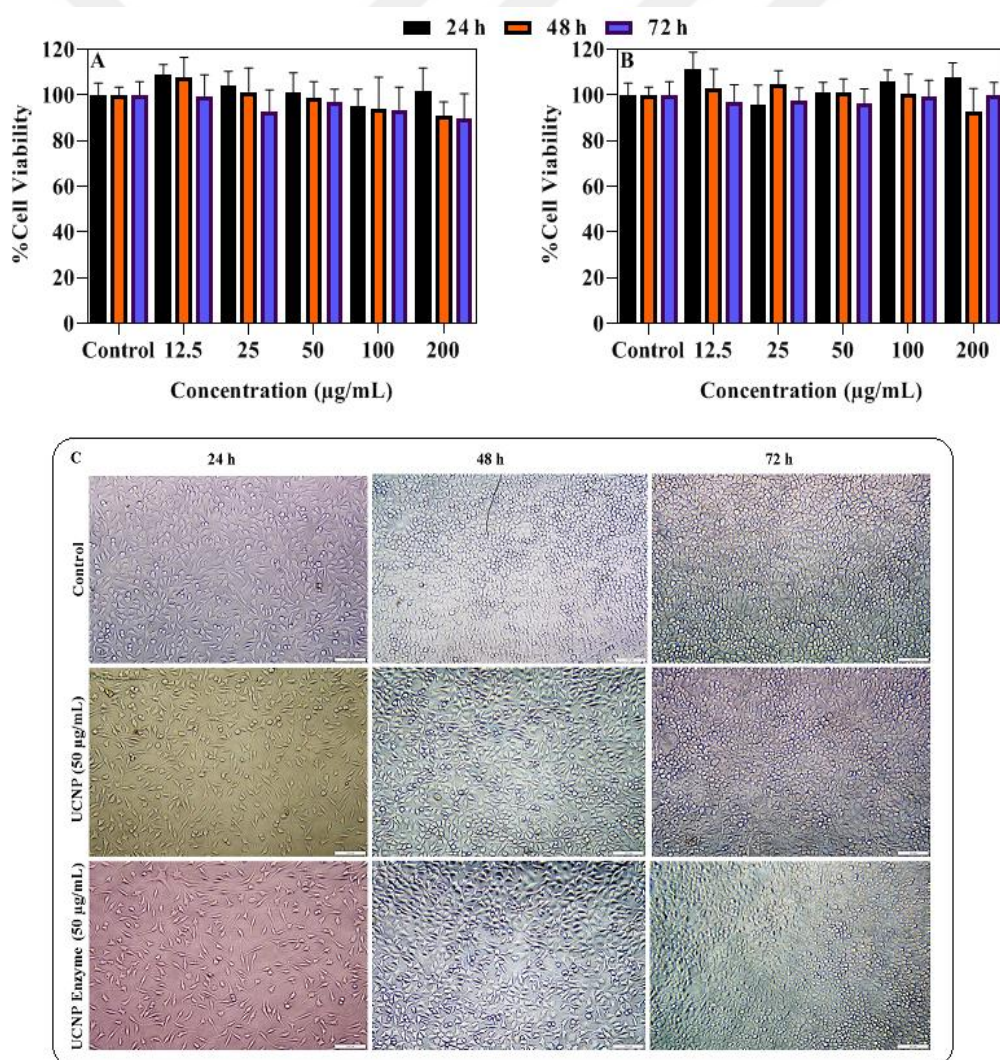 24 h 48 h 72 h
A
120
100
80
60
40
20
0
%Cell Viability
Control 12.5 25 50 100 200
Concentration (µg/mL)
B
120
100
80
60
40
20
0
%Cell Viability
Control 12.5 25 50 100 200
Concentration (µg/mL)
C
24 h 48 h 72 h
Control
UCNP (50 µg/mL)
UCNP Enzyme (50 µg/mL)